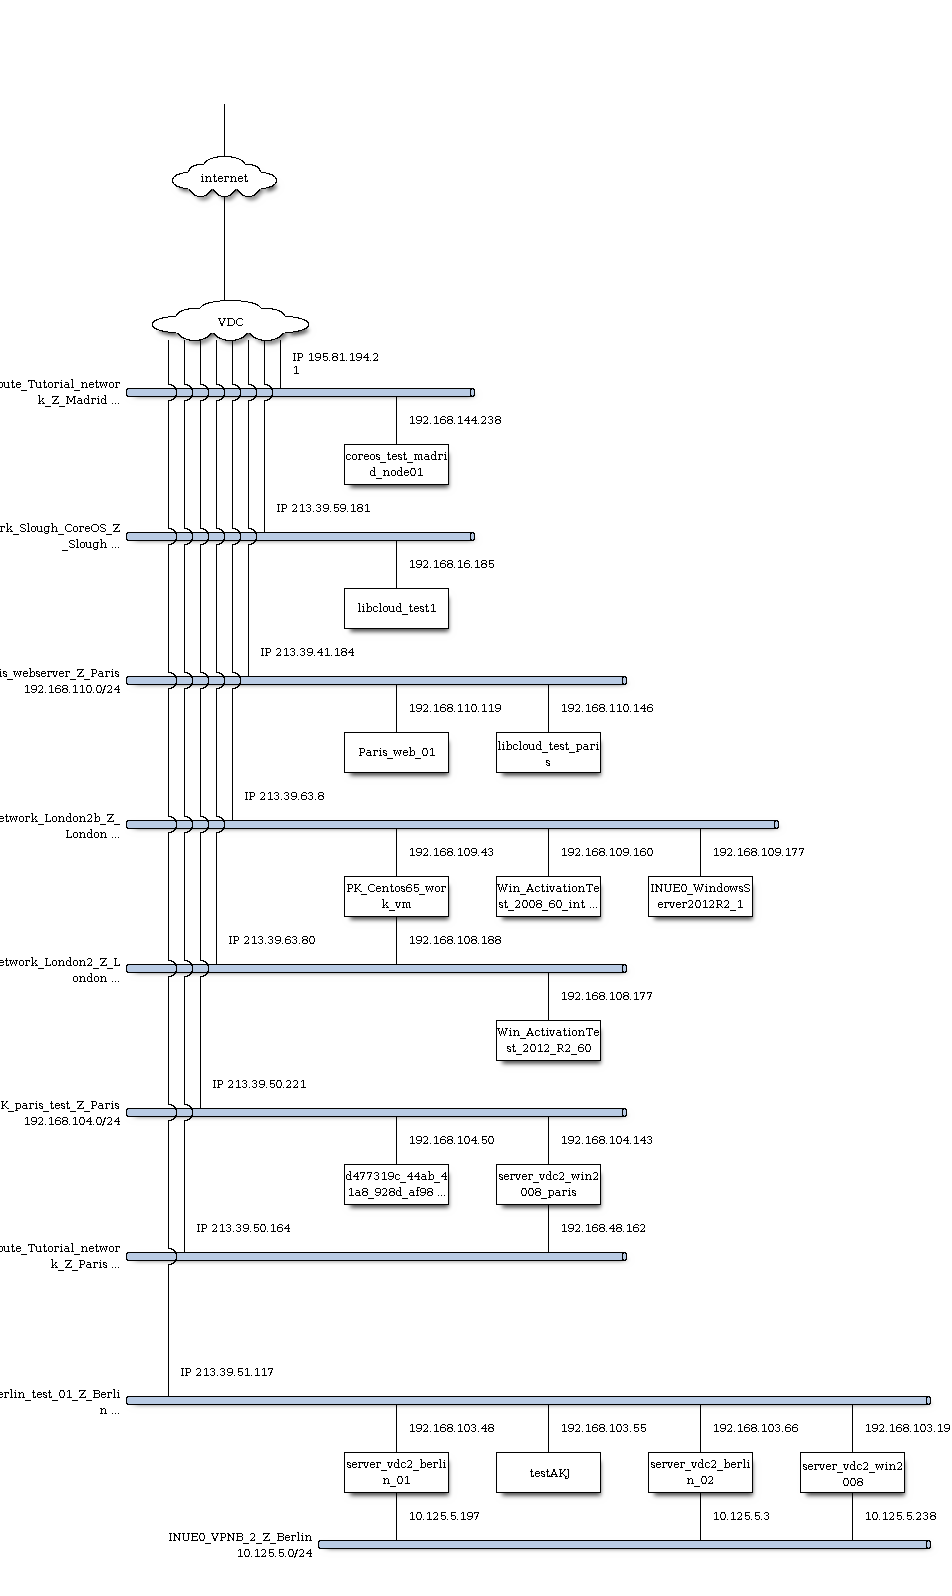 internet
VDC
IP 195.81.194.2
1
oute_Tutorial_networ
k_Z_Madrid ...
192.168.144.238
coreos_test_madri
d_node01
IP 213.39.59.181
rk_Slough_CoreOS_Z
_Slough ...
192.168.16.185
libcloud_test1
IP 213.39.41.184
is_webserver_Z_Paris
192.168.110.0/24
192.168.110.119
192.168.110.146
Paris_web_01
libcloud_test_pari
s
IP 213.39.63.8
etwork_London2b_Z_
London ...
192.168.109.43
192.168.109.160
192.168.109.177
PK_Centos65_wor
k_vm
Win_ActivationTe
st_2008_60_int ...
INUE0_WindowsS
erver2012R2_1
IP 213.39.63.80
192.168.108.188
etwork_London2_Z_L
ondon ...
192.168.108.177
Win_ActivationTe
st_2012_R2_60
IP 213.39.50.221
K_paris_test_Z_Paris
192.168.104.0/24
192.168.104.50
192.168.104.143
d477319c_44ab_4
1a8_928d_af98 ...
server_vdc2_win2
008_paris
IP 213.39.50.164
192.168.48.162
oute_Tutorial_networ
k_Z_Paris ...
IP 213.39.51.117
erlin_test_01_Z_Berli
n ...
192.168.103.48
192.168.103.55
192.168.103.66
192.168.103.19
server_vdc2_berli
n_01
testAKJ
server_vdc2_berli
n_02
server_vdc2_win2
008
10.125.5.197
10.125.5.3
10.125.5.238
INUE0_VPNB_2_Z_Berlin
10.125.5.0/24